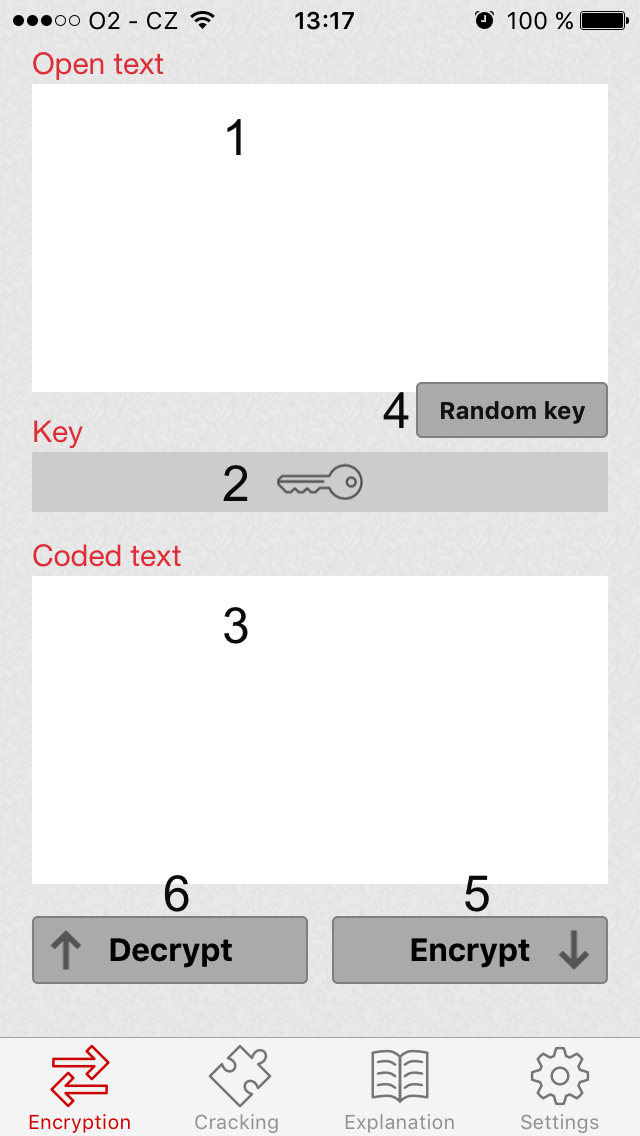 O2 - CZ 13:17 100 %
Open text
1
4 Random key
Key
2
Coded text
3
6 5
Decrypt Encrypt
Encryption Cracking Explanation Settings